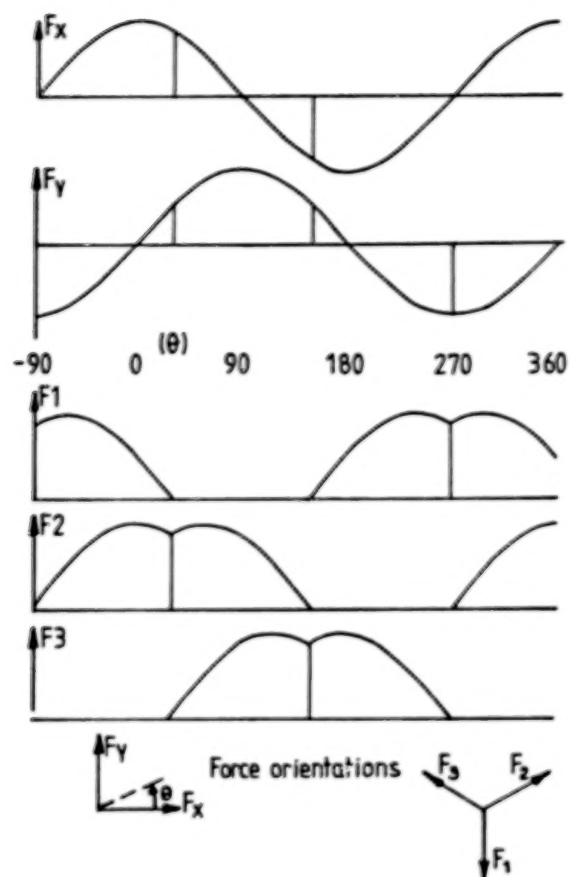 Fx
Fy
(θ)
-90 0 90 180 270 360
F1
F2
F3
Fy
θ
Fx
Force orientations
F3 F2
F1